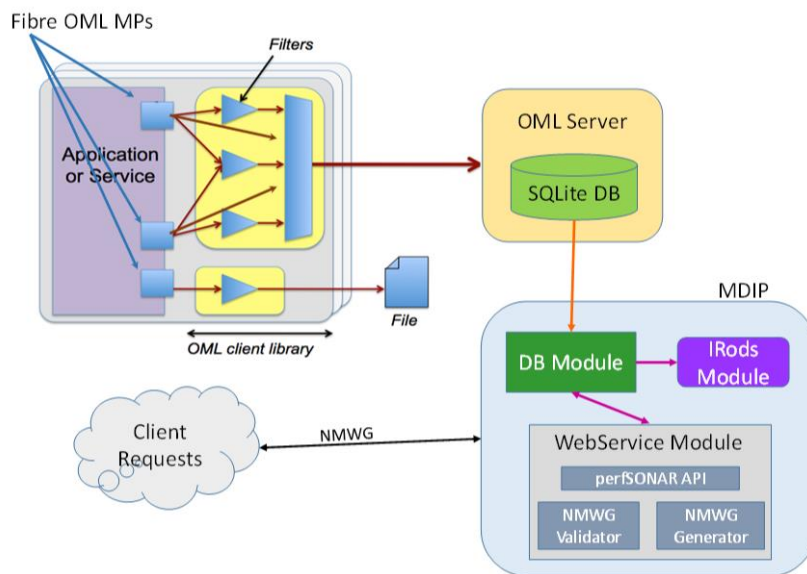 Fibre OML MPs
Filters
Application
or Service
OML Server
SQLite DB
File
OML client library
MDIP
DB Module
IRods
Module
Client
Requests
NMWG
WebService Module
perfSONAR API
NMWG
Validator
NMWG
Generator